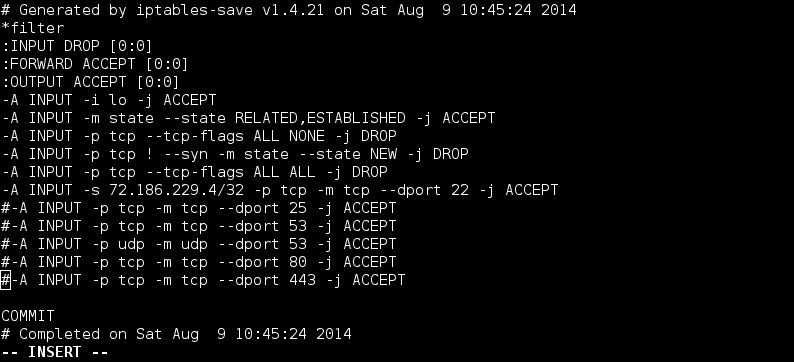 # Generated by iptables-save v1.4.21 on Sat Aug  9 10:45:24 2014
*filter
:INPUT DROP [0:0]
:FORWARD ACCEPT [0:0]
:OUTPUT ACCEPT [0:0]
-A INPUT -i lo -j ACCEPT
-A INPUT -m state --state RELATED,ESTABLISHED -j ACCEPT
-A INPUT -p tcp --tcp-flags ALL NONE -j DROP
-A INPUT -p tcp ! --syn -m state --state NEW -j DROP
-A INPUT -p tcp --tcp-flags ALL ALL -j DROP
-A INPUT -s 72.186.229.4/32 -p tcp -m tcp --dport 22 -j ACCEPT
#-A INPUT -p tcp -m tcp --dport 25 -j ACCEPT
#-A INPUT -p tcp -m tcp --dport 53 -j ACCEPT
#-A INPUT -p udp -m udp --dport 53 -j ACCEPT
#-A INPUT -p tcp -m tcp --dport 80 -j ACCEPT
#-A INPUT -p tcp -m tcp --dport 443 -j ACCEPT
COMMIT
# Completed on Sat Aug  9 10:45:24 2014
-- INSERT --